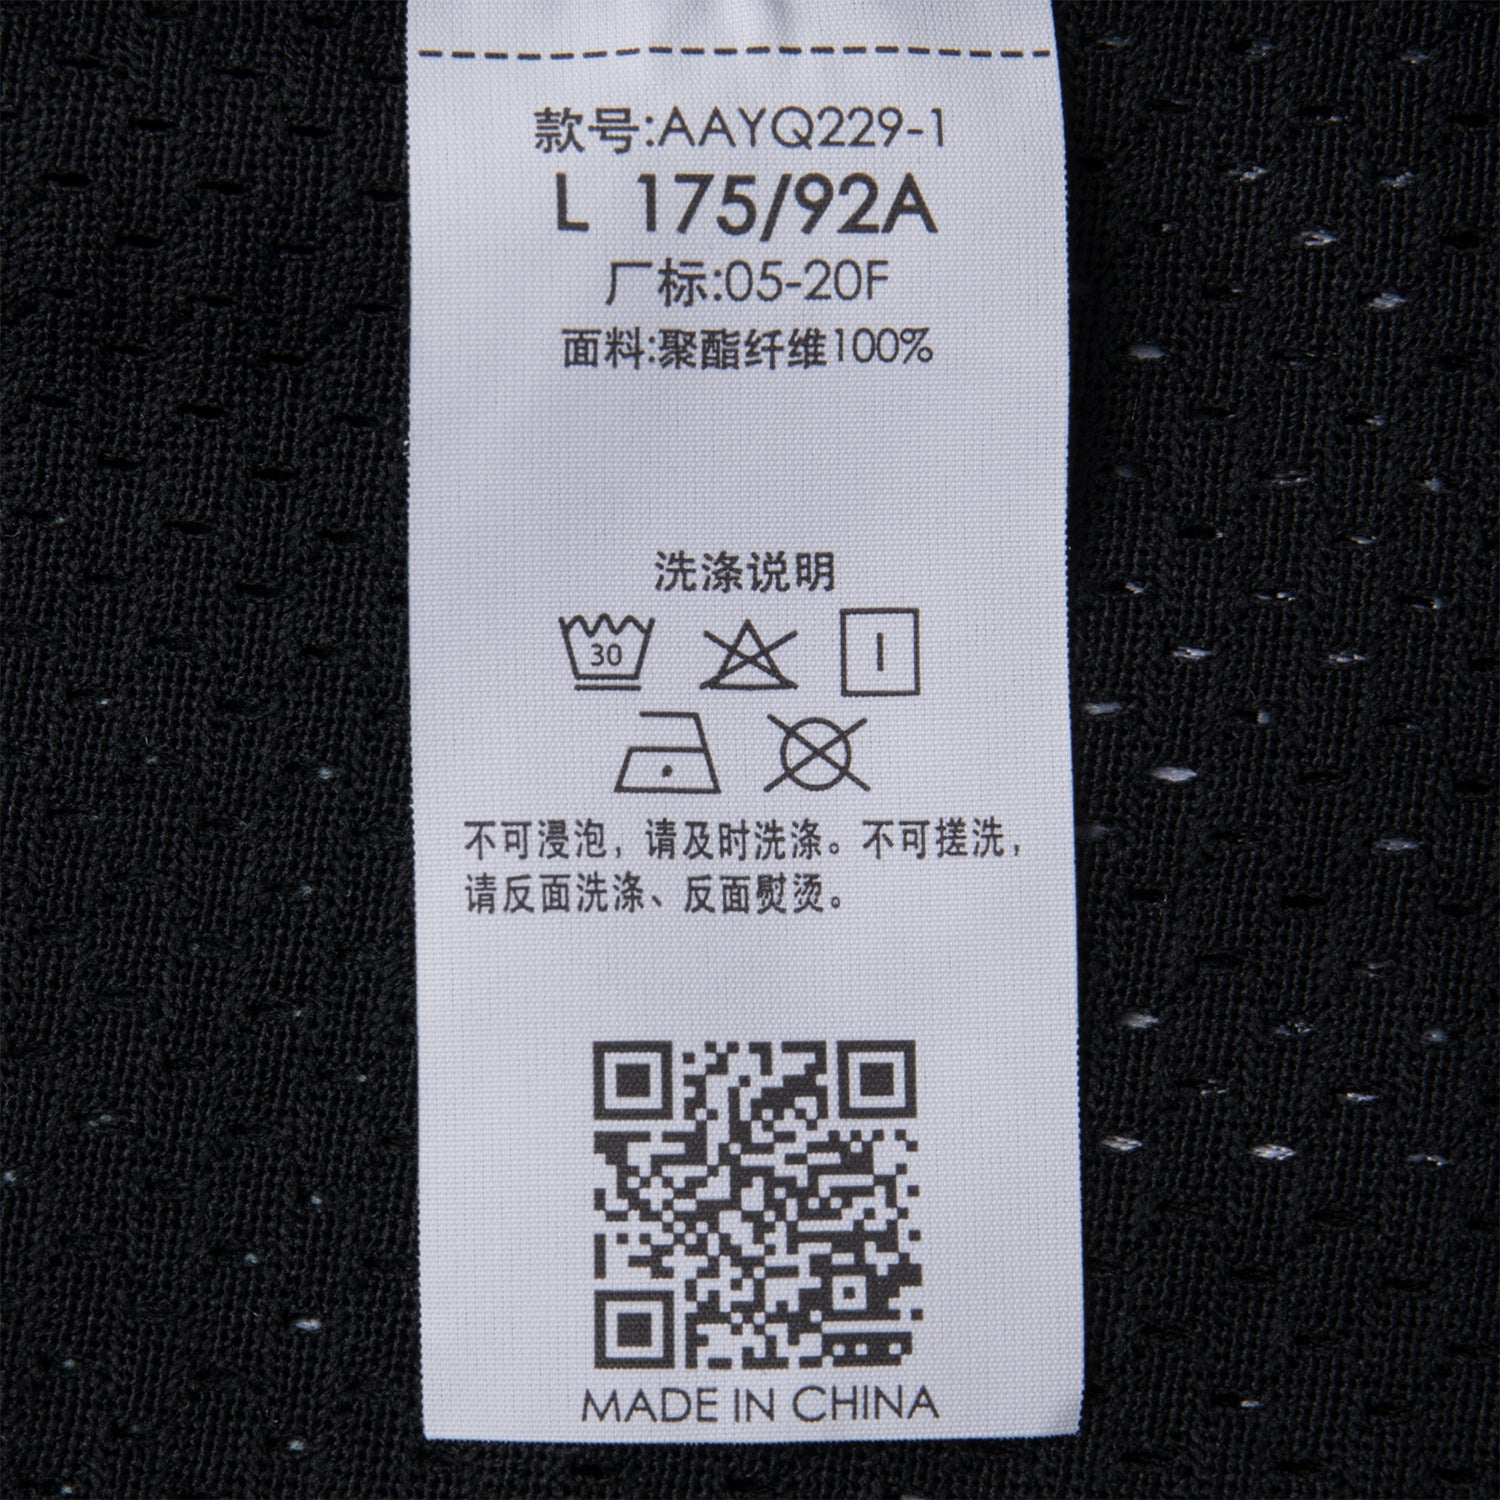 款号:AAYQ229-1
L 175/92A
厂标:05-20F
面料:聚酯纤维100%
洗涤说明
30
不可浸泡，请及时洗涤。不可搓洗，
请反面洗涤、反面熨烫。
MADE IN CHINA